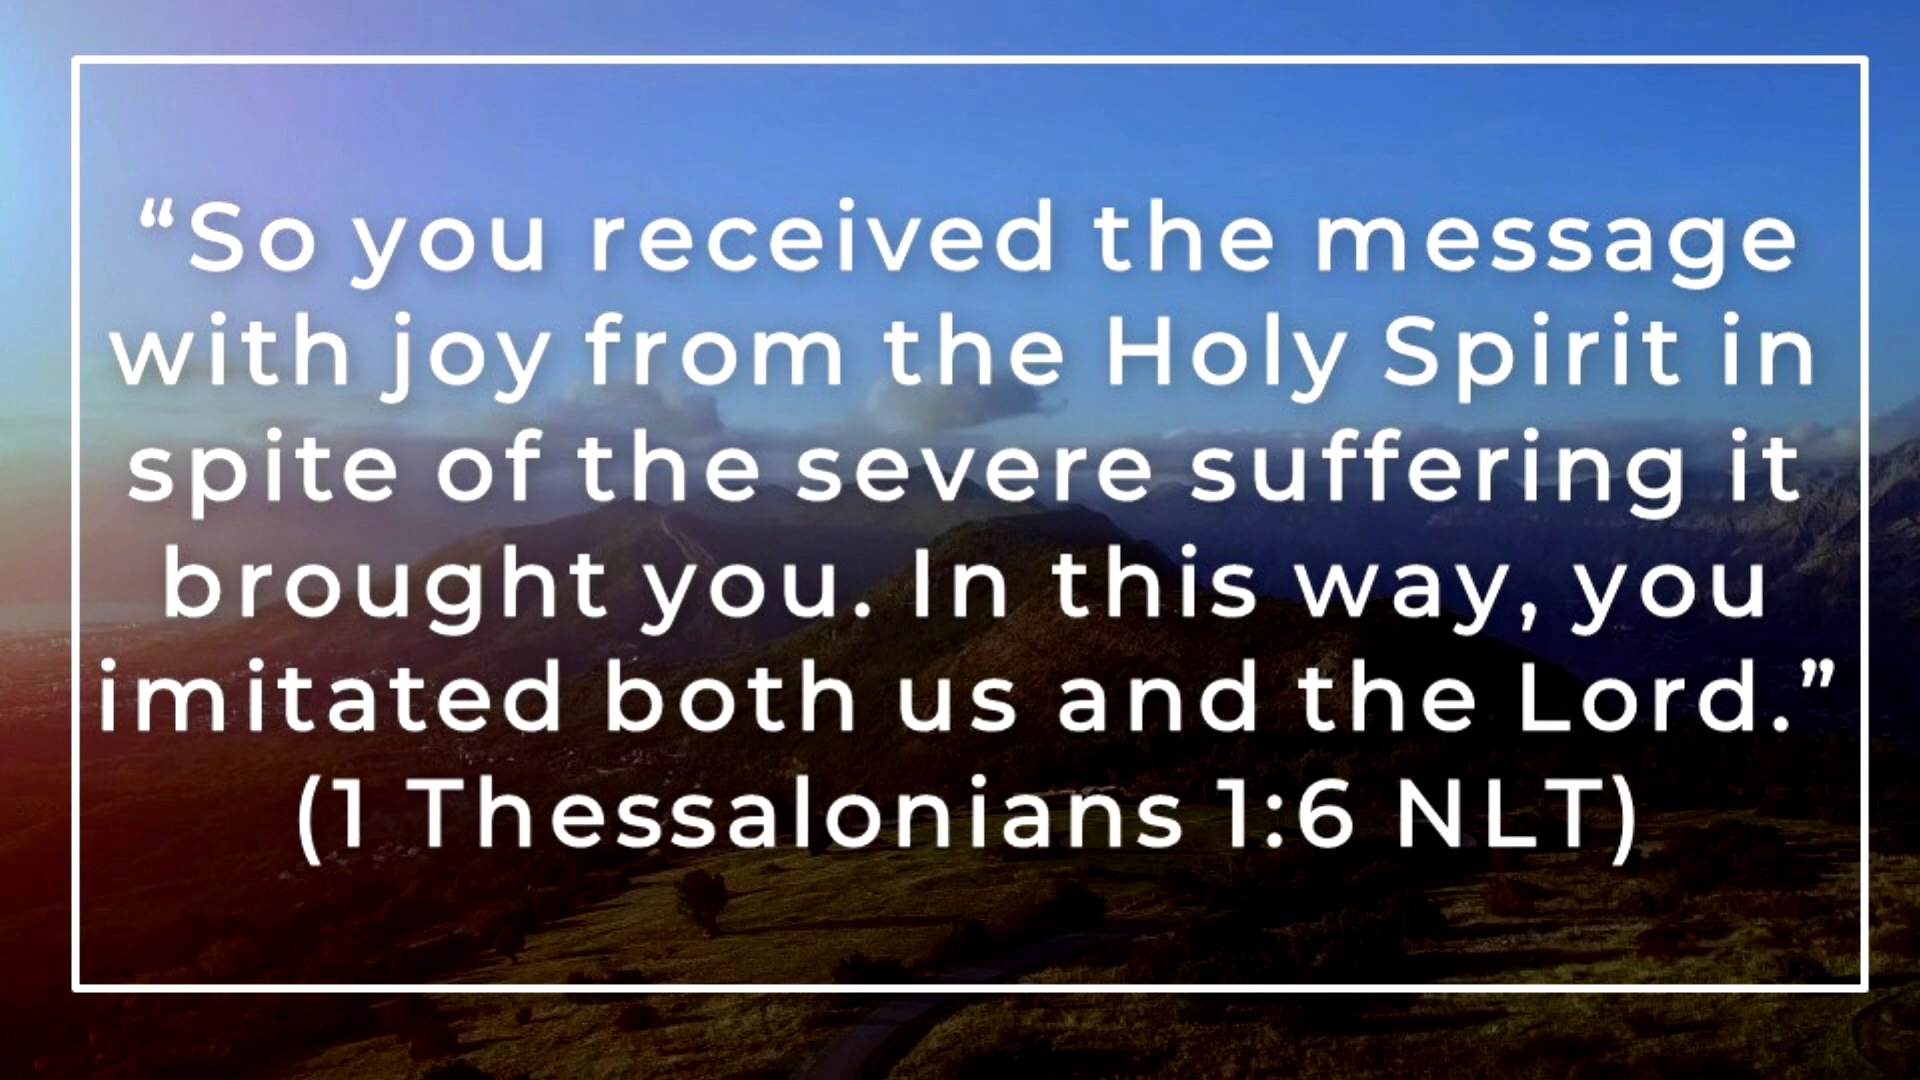 “So you received the message
with joy from the Holy Spirit in
spite of the severe suffering it
brought you. In this way, you
imitated both us and the Lord.”
(1 Thessalonians 1:6 NLT)